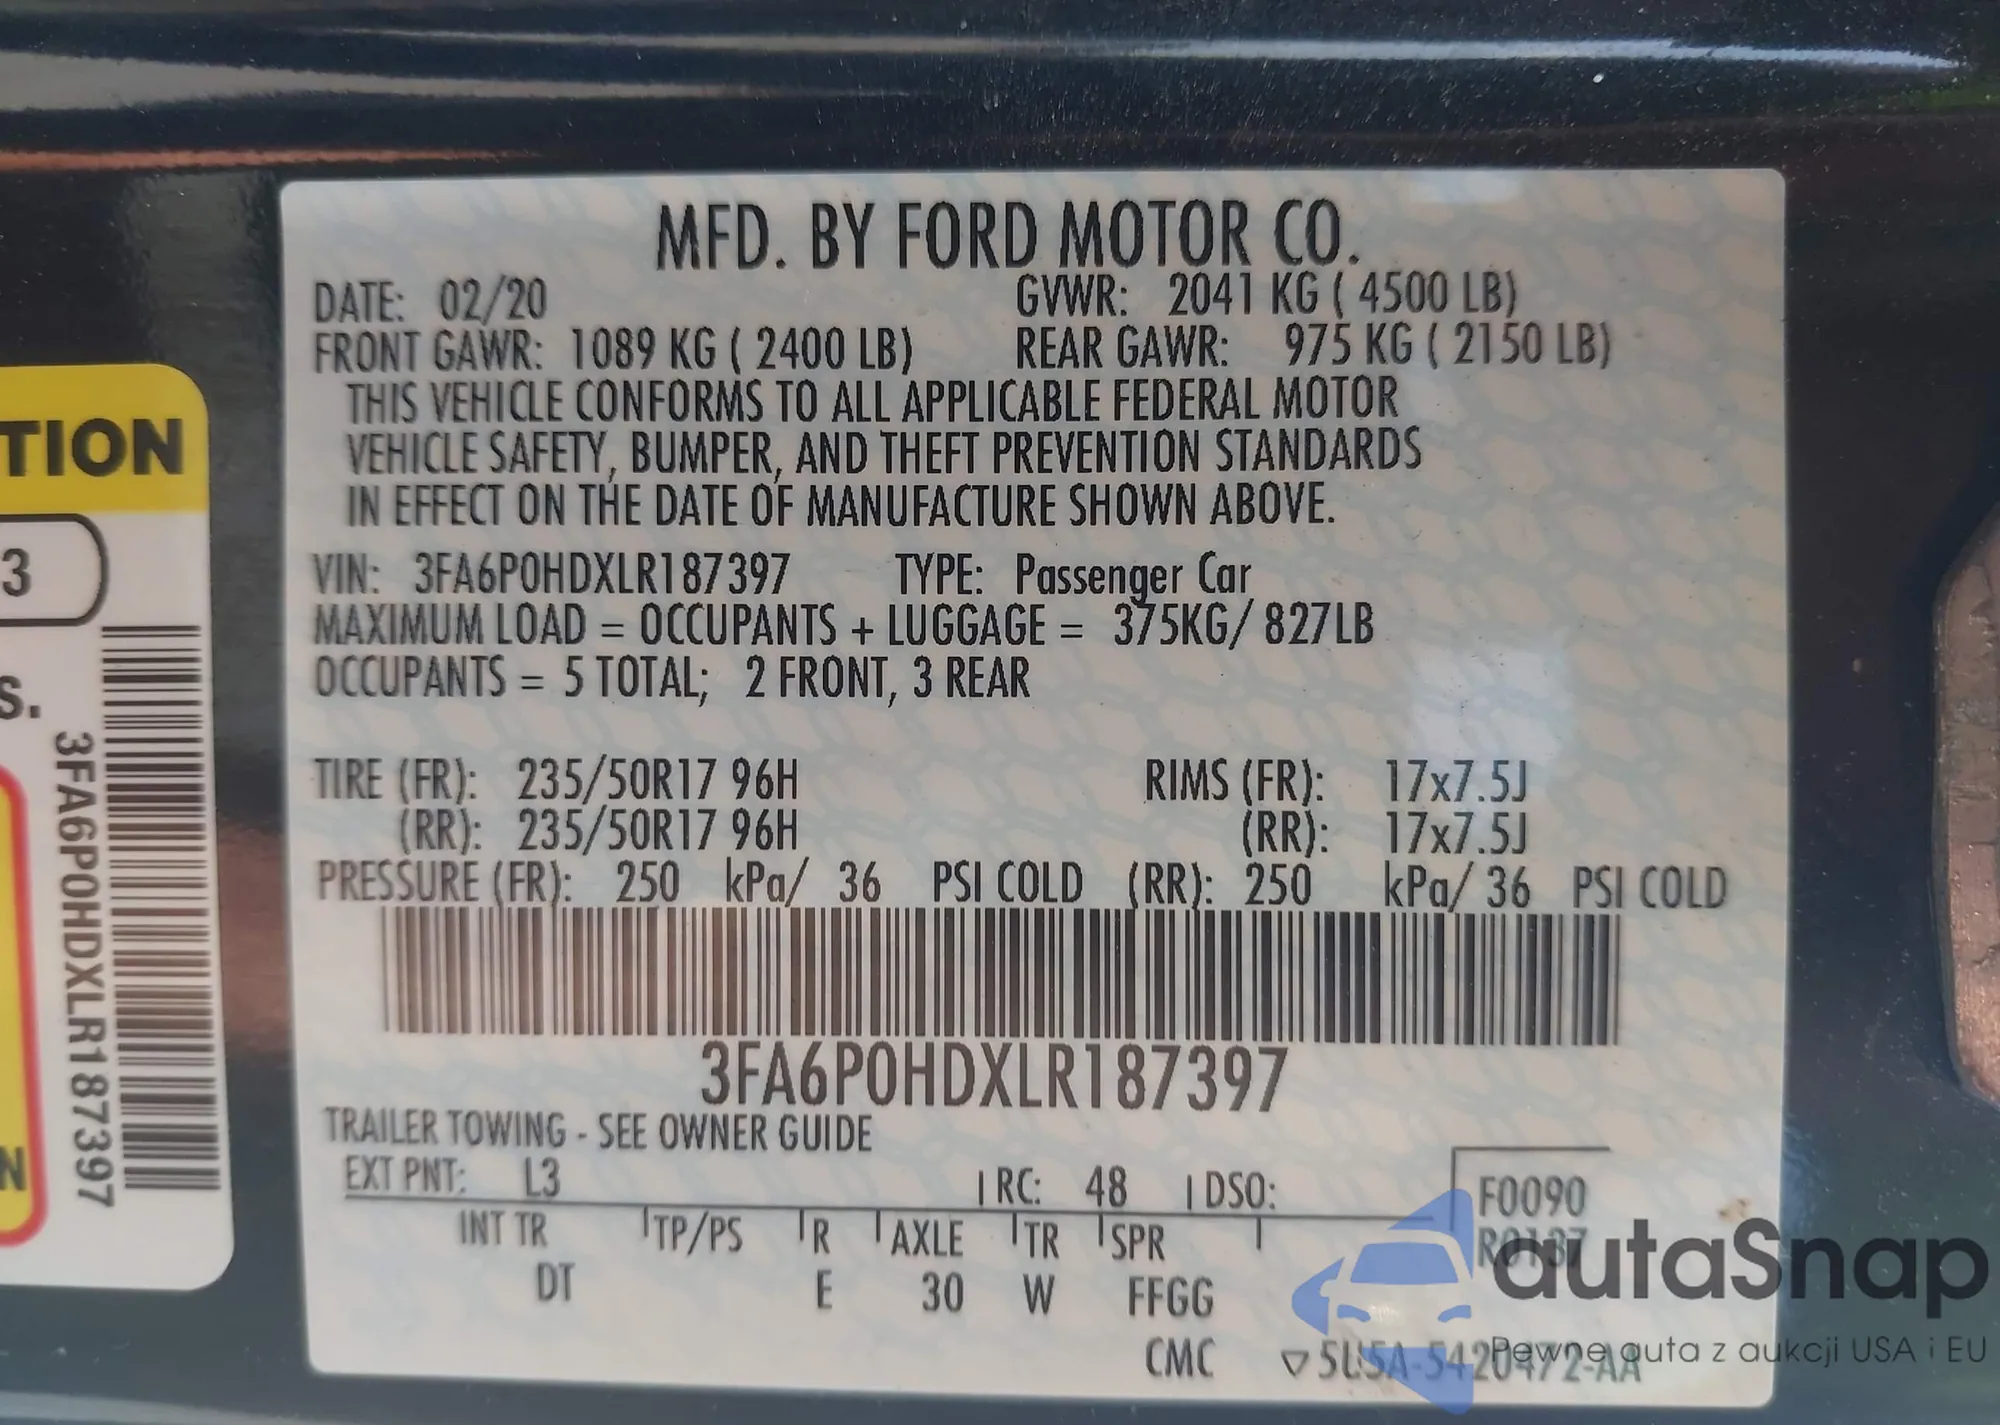 MFD. BY FORD MOTOR CO.
DATE: 02/20 GVWR: 2041 KG ( 4500 LB)
FRONT GAWR: 1089 KG ( 2400 LB) REAR GAWR: 975 KG ( 2150 LB)
THIS VEHICLE CONFORMS TO ALL APPLICABLE FEDERAL MOTOR
VEHICLE SAFETY, BUMPER, AND THEFT PREVENTION STANDARDS
IN EFFECT ON THE DATE OF MANUFACTURE SHOWN ABOVE.
VIN: 3FA6P0HDXLR187397 TYPE: Passenger Car
MAXIMUM LOAD = OCCUPANTS + LUGGAGE = 375KG/ 827LB
OCCUPANTS = 5 TOTAL; 2 FRONT, 3 REAR
TIRE (FR): 235/50R17 96H RIMS (FR): 17x7.5J
(RR): 235/50R17 96H (RR): 17x7.5J
PRESSURE (FR): 250 kPa/ 36 PSI COLD (RR): 250 kPa/ 36 PSI COLD
3FA6P0HDXLR187397
TRAILER TOWING - SEE OWNER GUIDE
EXT PNT: L3 RC: 48 DSO: F0090
INT TR TP/PS R AXLE TR SPR R0137
DT E 30 W FFGG
CMC 5U5A-5420472-AA
TION
3
S.
3FA6P0HDXLR187397
N
autaSnap
Pewne auta z aukcji USA i EU